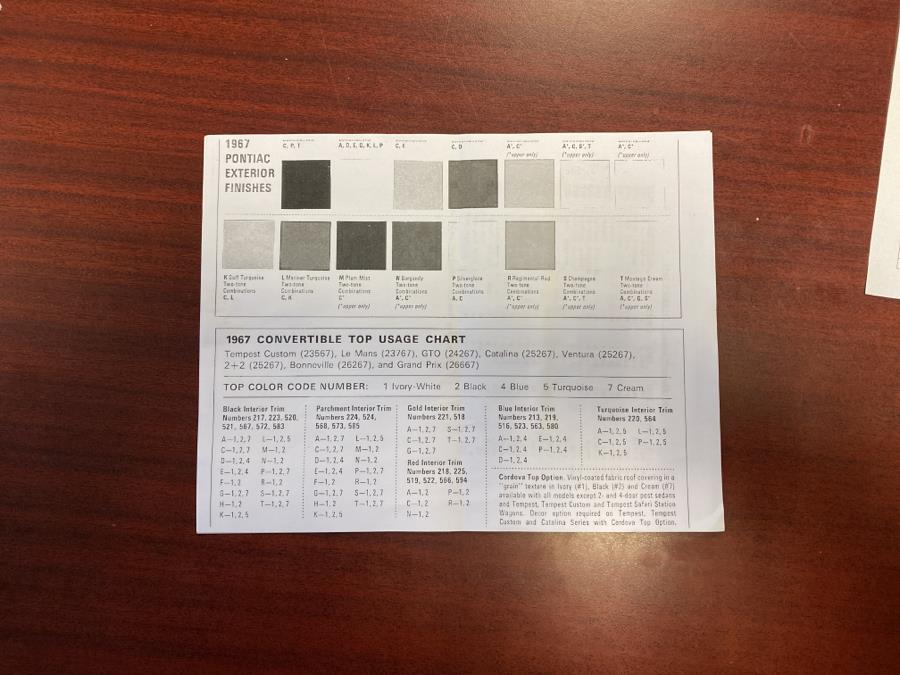 1967
PONTIAC
EXTERIOR
FINISHES
C, P, T
A, D, E, G, K, L, P
C, E
C, D
A*, C*
(*upper only)
A*, G, S*, T
(*upper only)
A*, C*
(*upper only)
K Gulf Turquoise
Two-tone
Combinations
C, L
L Mariner Turquoise
Two-tone
Combinations
C, K
M Plum Mist
Two-tone
Combinations
C*
(*upper only)
N Burgundy
Two-tone
Combinations
A*, C*
(*upper only)
P Silverglaze
Two-tone
Combinations
A, C
R Regimental Red
Two-tone
Combinations
A*, C*
(*upper only)
S Champagne
Two-tone
Combinations
A*, C*, T
(*upper only)
T Montego Cream
Two-tone
Combinations
A, C*, G, S*
(*upper only)
1967 CONVERTIBLE TOP USAGE CHART
Tempest Custom (23567), Le Mans (23767), GTO (24267), Catalina (25267), Ventura (25267),
2+2 (25267), Bonneville (26267), and Grand Prix (26667)
TOP COLOR CODE NUMBER: 1 Ivory-White 2 Black 4 Blue 5 Turquoise 7 Cream
Black Interior Trim
Numbers 217, 223, 520,
521, 567, 572, 583
A—1, 2, 7 L—1, 2, 5
C—1, 2, 7 M—1, 2
D—1, 2, 4 N—1, 2
E—1, 2, 4 P—1, 2, 7
F—1, 2 R—1, 2
G—1, 2, 7 S—1, 2, 7
H—1, 2 T—1, 2, 7
K—1, 2, 5
Parchment Interior Trim
Numbers 224, 524,
568, 573, 585
A—1, 2, 7 L—1, 2, 5
C—1, 2, 7 M—1, 2
D—1, 2, 4 N—1, 2
E—1, 2, 4 P—1, 2, 7
F—1, 2 R—1, 2
G—1, 2, 7 S—1, 2, 7
H—1, 2 T—1, 2, 7
K—1, 2, 5
Gold Interior Trim
Numbers 221, 518
A—1, 2, 7 S—1, 2, 7
C—1, 2, 7 T—1, 2, 7
G—1, 2, 7
Red Interior Trim
Numbers 218, 225,
519, 522, 566, 594
A—1, 2 P—1, 2
C—1, 2 R—1, 2
N—1, 2
Blue Interior Trim
Numbers 213, 219,
516, 523, 563, 580
A—1, 2, 4 E—1, 2, 4
C—1, 2, 4 P—1, 2, 4
D—1, 2, 4
Turquoise Interior Trim
Numbers 220, 564
A—1, 2, 5 L—1, 2, 5
C—1, 2, 5 P—1, 2, 5
K—1, 2, 5
Cordova Top Option. Vinyl-coated fabric roof covering in a
"grain" texture in Ivory (#1), Black (#2) and Cream (#7)
available with all models except 2- and 4-door post sedans
and Tempest, Tempest Custom and Tempest Safari Station
Wagons. Decor option required on Tempest, Tempest
Custom and Catalina Series with Cordova Top Option.